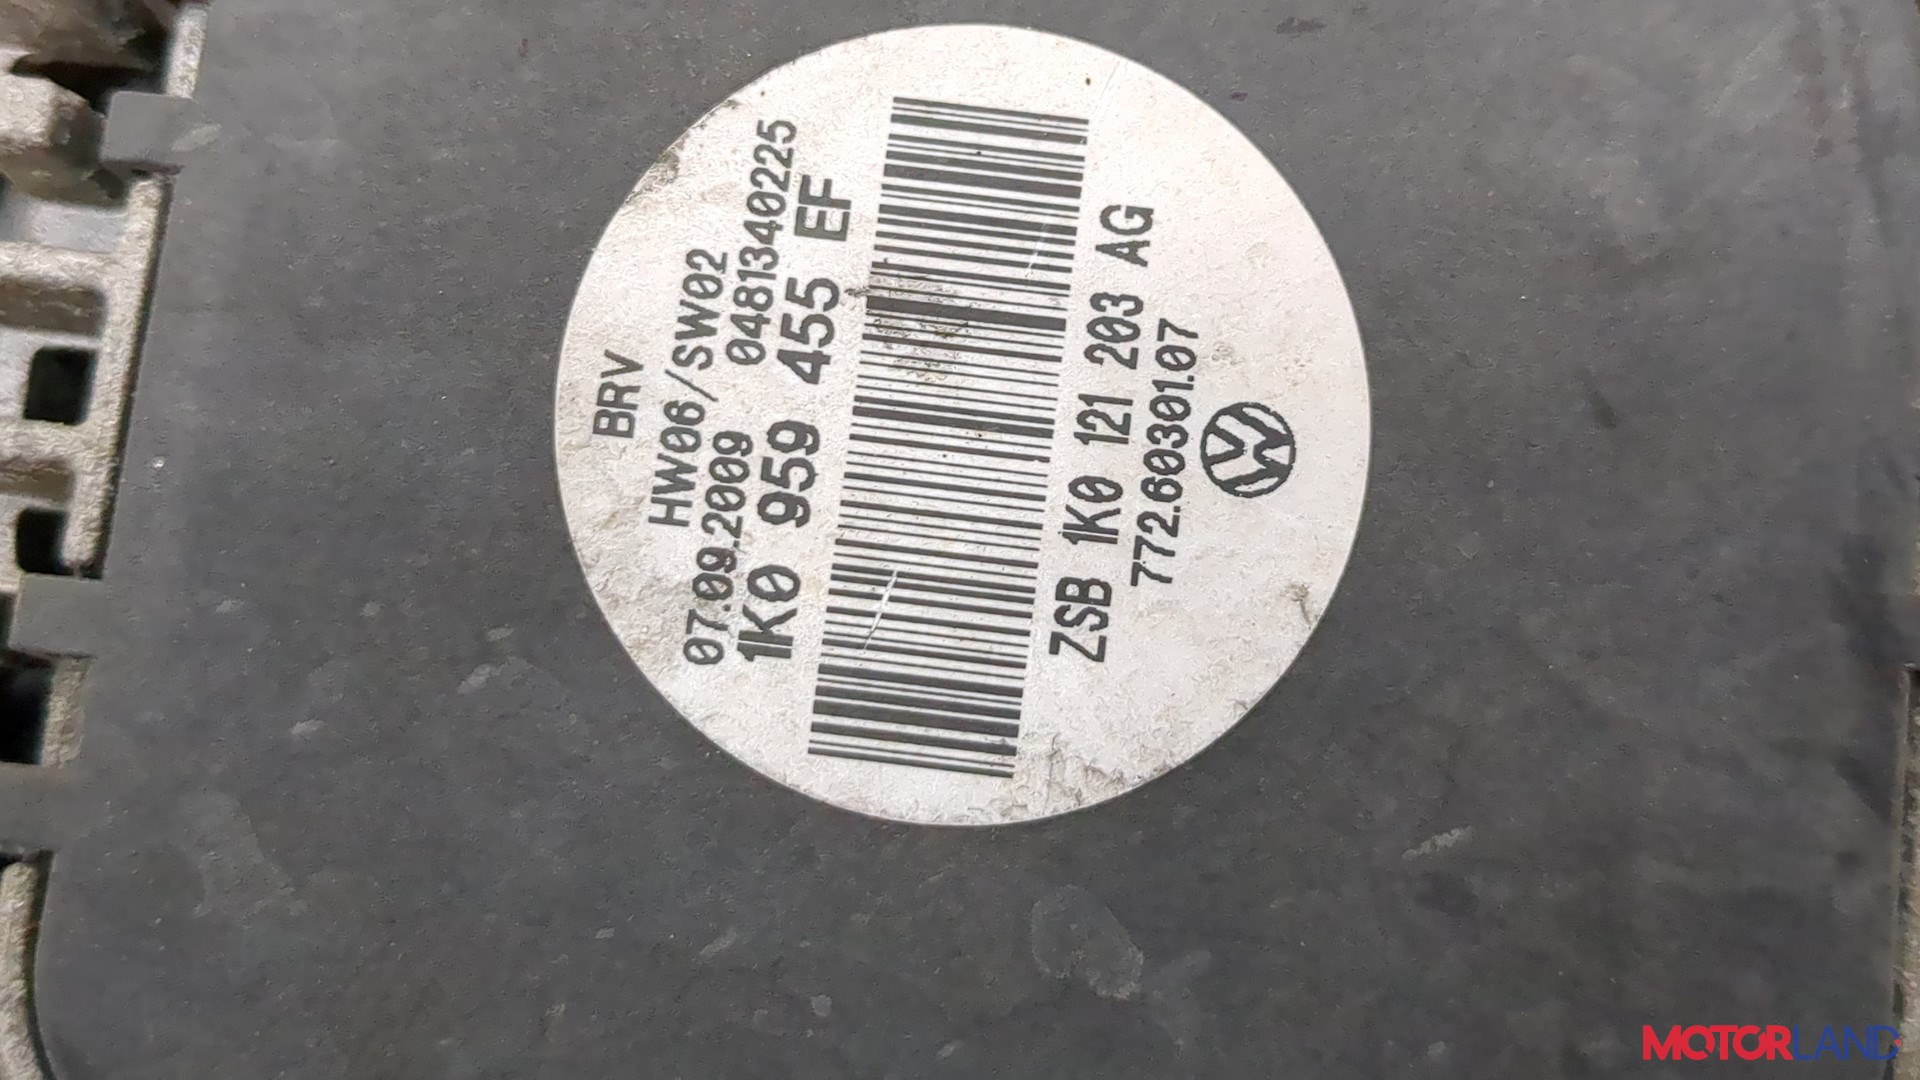 BRV
HW06/SW02
07.09.2009 0481340225
1K0 959 455 EF
ZSB 1K0 121 203 AG
772.60301.07
MOTORLAND